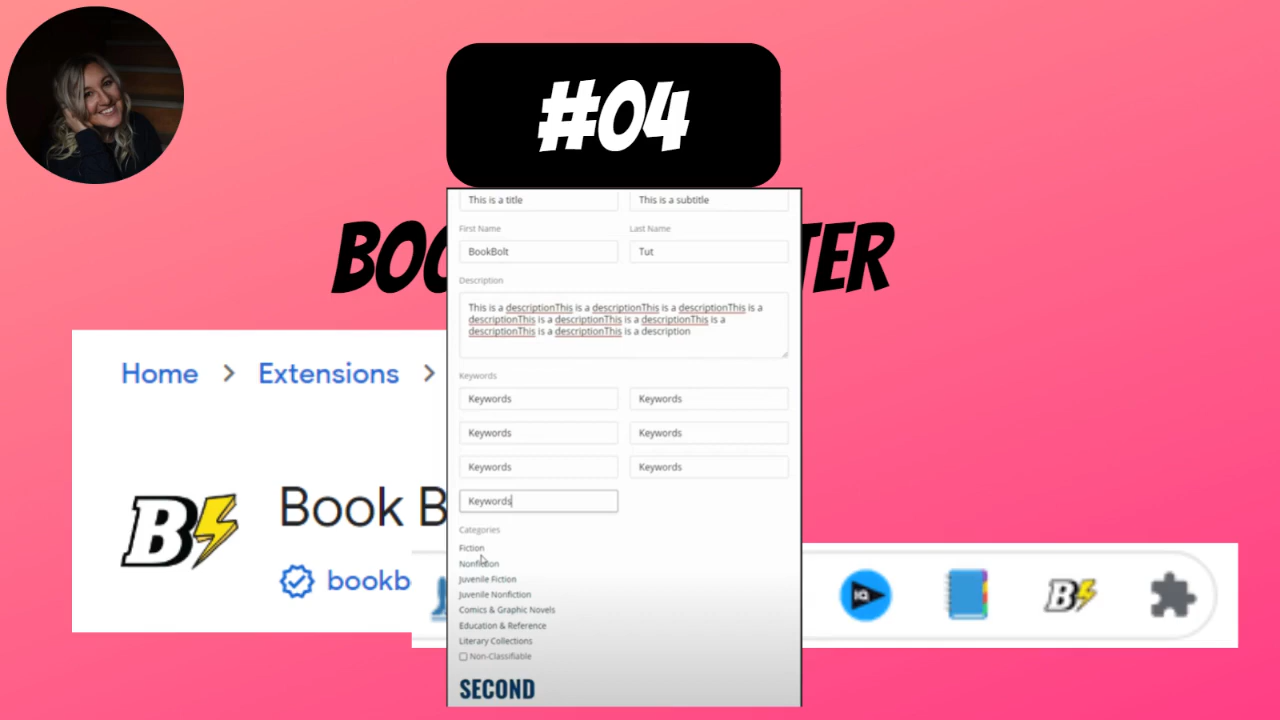 #04
BOO TER
This is a title
This is a subtitle
First Name
Last Name
BookBolt
Tut
Description
This is a descriptionThis is a descriptionThis is a descriptionThis is a
descriptionThis is a descriptionThis is a descriptionThis is a
descriptionThis is a descriptionThis is a description
Keywords
Keywords
Keywords
Keywords
Keywords
Keywords
Keywords
Keywords
Categories
Fiction
Nonfiction
Juvenile Fiction
Juvenile Nonfiction
Comics & Graphic Novels
Education & Reference
Literary Collections
Non-Classifiable
SECOND
Home > Extensions >
B
Book B
bookb
IQ
B